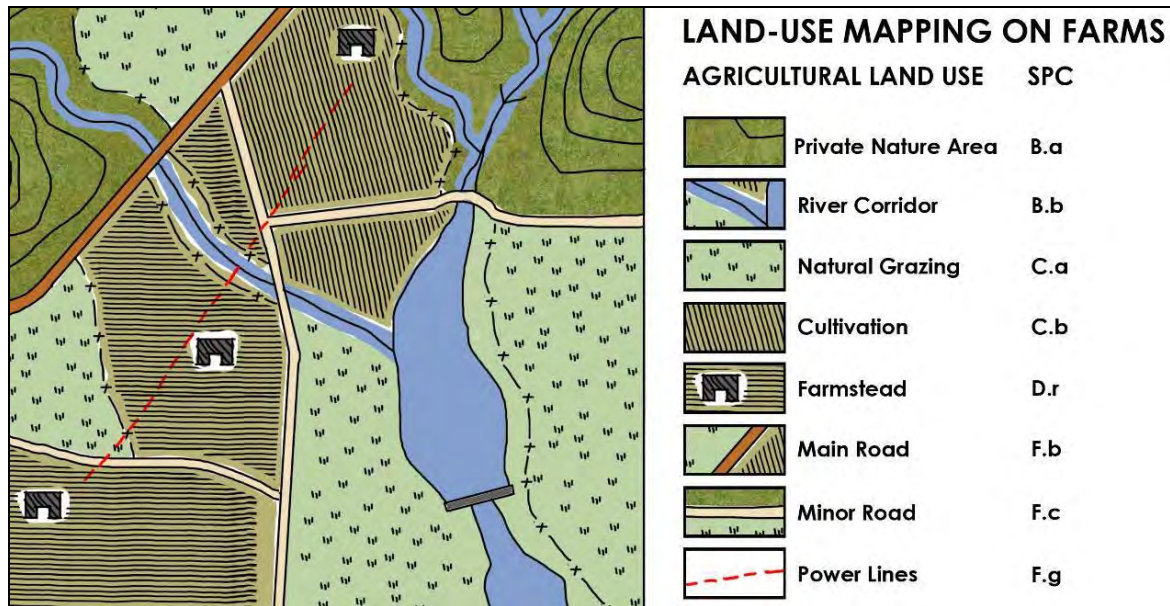 LAND-USE MAPPING ON FARMS
AGRICULTURAL LAND USE SPC
Private Nature Area B.a
River Corridor B.b
Natural Grazing C.a
Cultivation C.b
Farmstead D.r
Main Road F.b
Minor Road F.c
Power Lines F.g